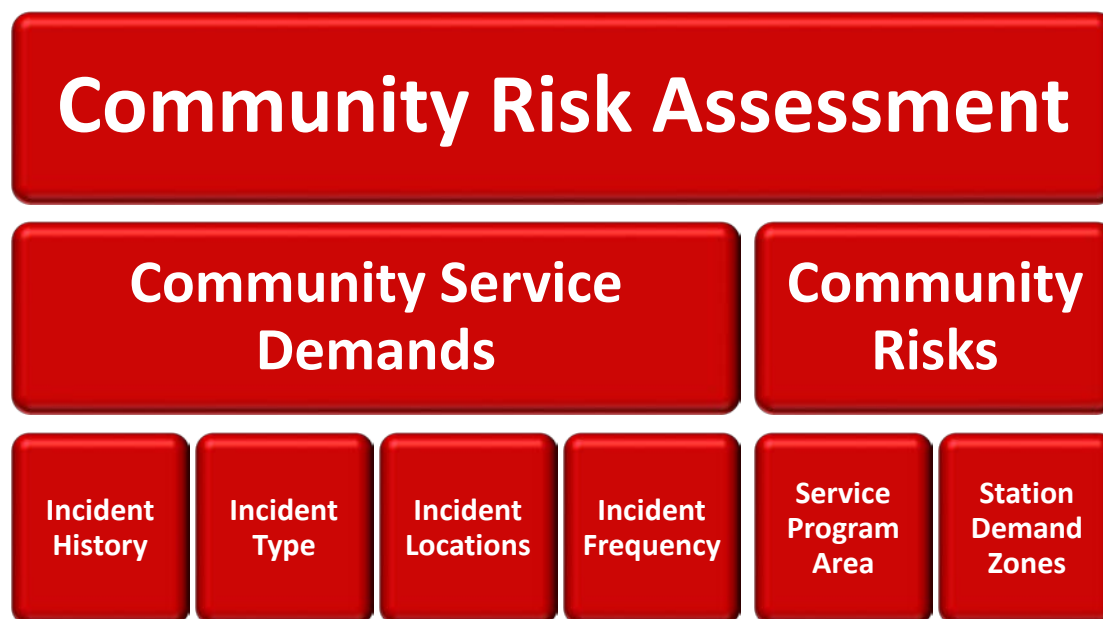 Community Risk Assessment
Community Service
Demands
Community
Risks
Incident
History
Incident
Type
Incident
Locations
Incident
Frequency
Service
Program
Area
Station
Demand
Zones